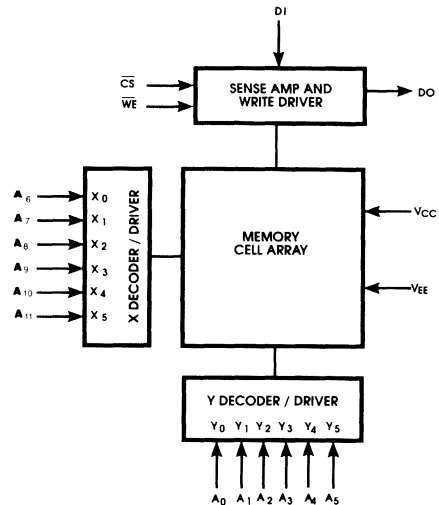 DI
CS
WE
SENSE AMP AND
WRITE DRIVER
DO
A6
A7
A8
A9
A10
A11
X0
X1
X2
X3
X4
X5
X DECODER / DRIVER
MEMORY
CELL ARRAY
VCC
VEE
Y DECODER / DRIVER
Y0 Y1 Y2 Y3 Y4 Y5
A0 A1 A2 A3 A4 A5